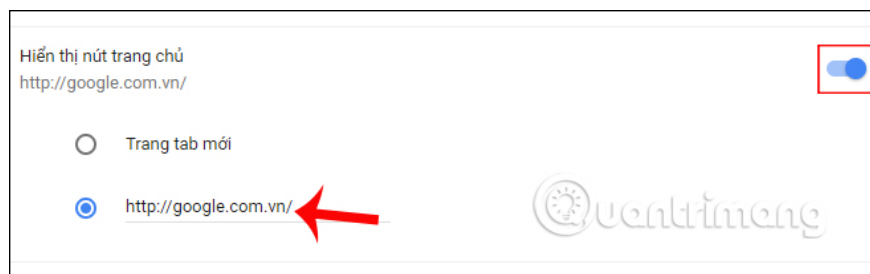 Hiển thị nút trang chủ
http://google.com.vn/
Trang tab mới
http://google.com.vn/
Quantrimang